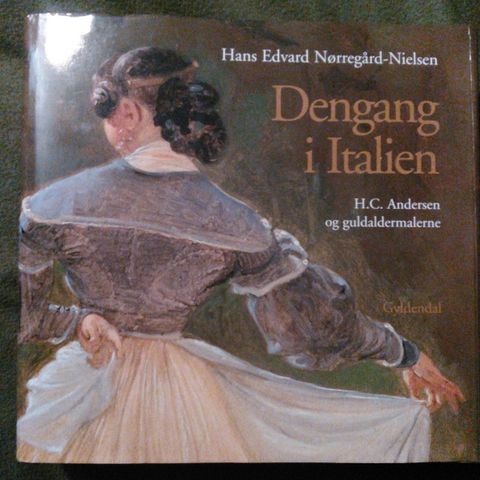 Hans Edvard Nørregård-Nielsen
Dengang
i Italien
H.C. Andersen
og guldaldermalerne
Gyldendal